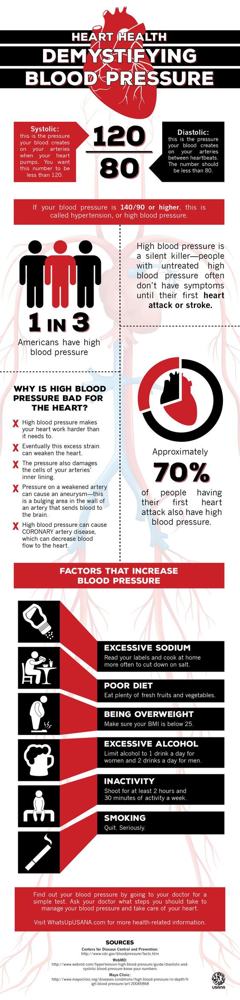 HEART HEALTH
DEMYSTIFYING
BLOOD PRESSURE
Systolic:
this is the pressure
your blood creates
on your arteries
when your heart
pumps. You want
this number to be
less than 120.
120
80
Diastolic:
this is the pressure
your blood creates
on your arteries
between heartbeats.
The number should
be less than 80.
If your blood pressure is 140/90 or higher, this is
called hypertension, or high blood pressure.
1 IN 3
Americans have high
blood pressure
High blood pressure is
a silent killer—people
with untreated high
blood pressure often
don't have symptoms
until their first heart
attack or stroke.
WHY IS HIGH BLOOD
PRESSURE BAD FOR
THE HEART?
X High blood pressure makes
your heart work harder than
it needs to.
X Eventually this excess strain
can weaken the heart.
X The pressure also damages
the cells of your arteries'
inner lining.
X Pressure on a weakened artery
can cause an aneurysm—this
is a bulging area in the wall of
an artery that sends blood to
the brain.
X High blood pressure can cause
CORONARY artery disease,
which can decrease blood
flow to the heart.
Approximately
70%
of people having
their first heart
attack also have high
blood pressure.
FACTORS THAT INCREASE
BLOOD PRESSURE
EXCESSIVE SODIUM
Read your labels and cook at home
more often to cut down on salt.
POOR DIET
Eat plenty of fresh fruits and vegetables.
BEING OVERWEIGHT
Make sure your BMI is below 25.
EXCESSIVE ALCOHOL
Limit alcohol to 1 drink a day for
women and 2 drinks a day for men.
INACTIVITY
Shoot for at least 2 hours and
30 minutes of activity a week.
SMOKING
Quit. Seriously.
Find out your blood pressure by going to your doctor for a
simple test. Ask your doctor what steps you should take to
manage your blood pressure and take care of your heart.
Visit WhatsUpUSANA.com for more health-related information.
SOURCES
Centers for Disease Control and Prevention:
http://www.cdc.gov/bloodpressure/facts.htm
WebMD:
http://www.webmd.com/hypertension-high-blood-pressure/guide/diastolic-and-
systolic-blood-pressure-know-your-numbers
Mayo Clinic:
http://www.mayoclinic.org/diseases-conditions/high-blood-pressure/in-depth/h
igh-blood-pressure/art-20045868
USANA